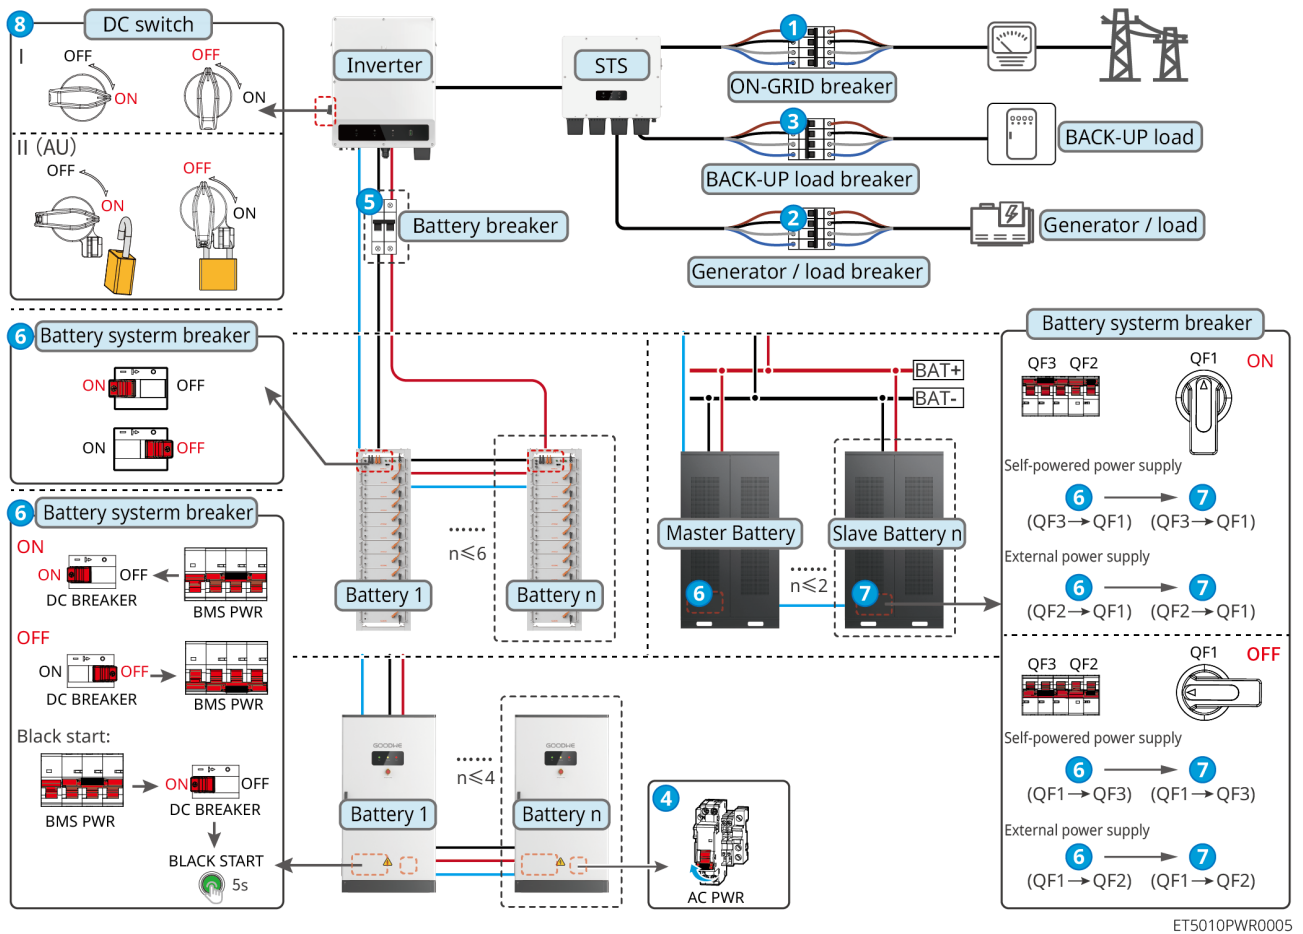 8 DC switch
I
OFF
ON
OFF
ON
II (AU)
OFF
ON
OFF
ON
Inverter
STS
1
ON-GRID breaker
3
BACK-UP load breaker
BACK-UP load
2
Generator / load breaker
Generator / load
5
Battery breaker
6 Battery systerm breaker
ON OFF
ON OFF
6 Battery systerm breaker
ON
ON OFF
DC BREAKER
BMS PWR
OFF
ON OFF
DC BREAKER
BMS PWR
Black start:
BMS PWR
ON OFF
DC BREAKER
BLACK START
5s
n≤6
Battery 1
Battery n
BAT+
BAT-
Master Battery
Slave Battery n
n≤2
6
7
GOODWE
GOODWE
n≤4
Battery 1
Battery n
4
AC PWR
Battery systerm breaker
QF3 QF2
QF1
ON
Self-powered power supply
6 7
(QF3→QF1) (QF3→QF1)
External power supply
6 7
(QF2→QF1) (QF2→QF1)
QF3 QF2
QF1
OFF
Self-powered power supply
6 7
(QF1→QF3) (QF1→QF3)
External power supply
6 7
(QF1→QF2) (QF1→QF2)
ET5010PWR0005